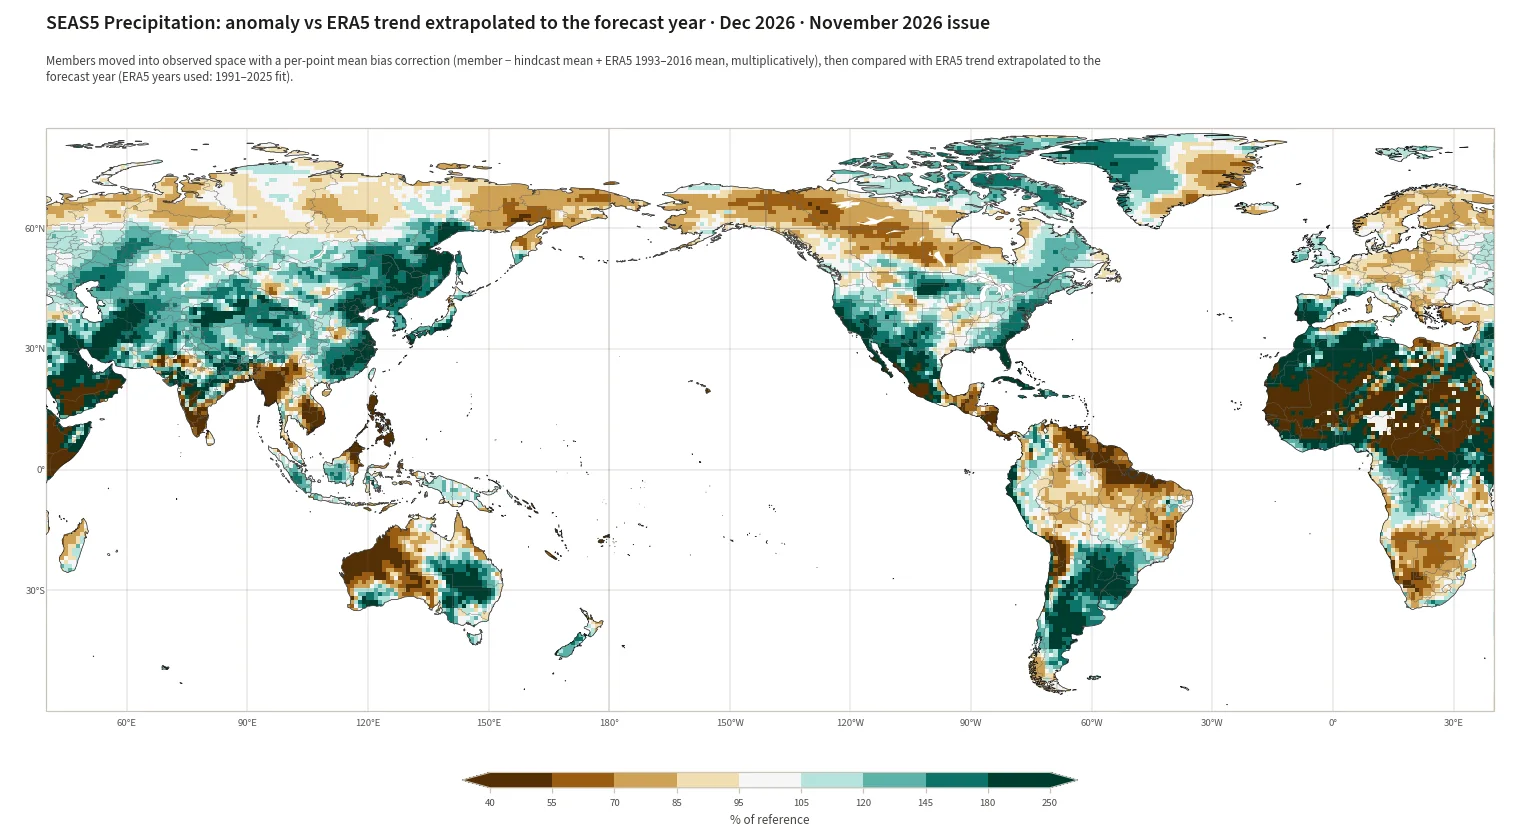 SEAS5 Precipitation: anomaly vs ERA5 trend extrapolated to the forecast year · Dec 2026 · November 2026 issue
Members moved into observed space with a per-point mean bias correction (member − hindcast mean + ERA5 1993–2016 mean, multiplicatively), then compared with ERA5 trend extrapolated to the
forecast year (ERA5 years used: 1991–2025 fit).
60°N
30°N
0°
30°S
60°E 90°E 120°E 150°E 180° 150°W 120°W 90°W 60°W 30°W 0° 30°E
40 55 70 85 95 105 120 145 180 250
% of reference